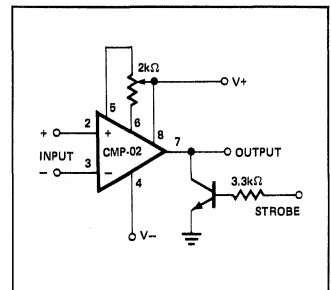 2kΩ
V+
5
6
8
+ 2 +
CMP-02
7
OUTPUT
INPUT
− 3 −
4
3.3kΩ
V−
STROBE